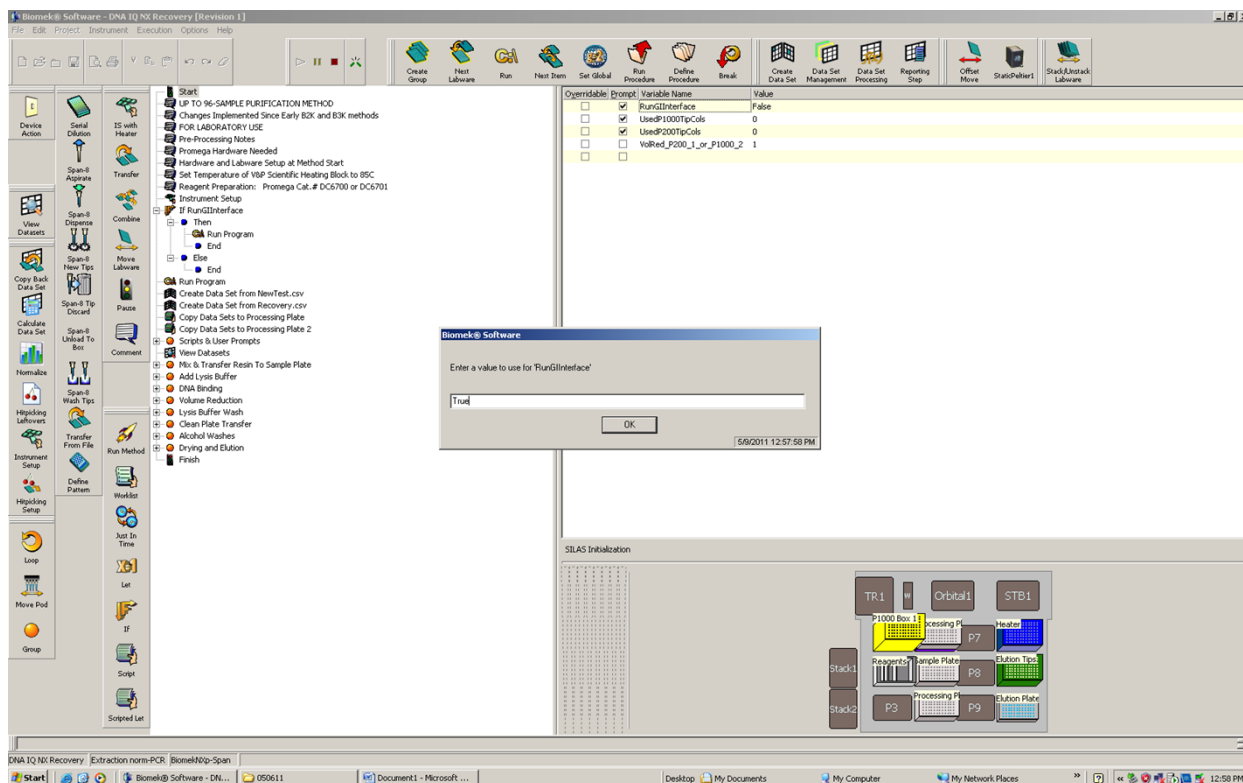 Biomek® Software - DNA IQ NX Recovery [Revision 1]
File Edit Project Instrument Execution Options Help
Create Group
Next Labware
Run
Next Item
Set Global
Run Procedure
Define Procedure
Break
Create Data Set
Data Set Management
Data Set Processing
Reporting Step
Offset Move
StaticPeltier1
Stack/Unstack Labware
Device Action
View Datasets
Copy Back Data Set
Calculate Data Set
Normalize
Hitpicking Leftovers
Instrument Setup
Hitpicking Setup
Loop
Move Pod
Group
Serial Dilution
Span-8 Aspirate
Span-8 Dispense
Span-8 New Tips
Span-8 Tip Discard
Span-8 Unload To Box
Span-8 Wash Tips
Transfer From File
Define Pattern
IS with Heater
Transfer
Combine
Move Labware
Pause
Comment
Run Method
Worklist
Just In Time
Let
If
Script
Scripted Let
Start
UP TO 96-SAMPLE PURIFICATION METHOD
Changes Implemented Since Early B2K and B3K methods
FOR LABORATORY USE
Pre-Processing Notes
Promega Hardware Needed
Hardware and Labware Setup at Method Start
Set Temperature of V&P Scientific Heating Block to 85C
Reagent Preparation: Promega Cat.# DC6700 or DC6701
Instrument Setup
If RunGIInterface
Then
Run Program
End
Else
End
Run Program
Create Data Set from NewTest.csv
Create Data Set from Recovery.csv
Copy Data Sets to Processing Plate
Copy Data Sets to Processing Plate 2
Scripts & User Prompts
View Datasets
Mix & Transfer Resin To Sample Plate
Add Lysis Buffer
DNA Binding
Volume Reduction
Lysis Buffer Wash
Clean Plate Transfer
Alcohol Washes
Drying and Elution
Finish
Overridable Prompt Variable Name Value
RunGIInterface False
UsedP1000TipCols 0
UsedP200TipCols 0
VolRed_P200_1_or_P1000_2 1
Biomek® Software
Enter a value to use for 'RunGIInterface'
True
OK
5/9/2011 12:57:58 PM
SILAS Initialization
TR1 W Orbital1 STB1
P1000 Box 1 ocessing Pl P7 Heater
Stack1 Reagents Sample Plate P8 Elution Tips
Stack2 P3 Processing Pl P9 Elution Plate
DNA IQ NX Recovery Extraction norm-PCR BiomekNXp-Span
Start Biomek® Software - DN... 050611 Document1 - Microsoft ... Desktop My Documents My Computer My Network Places 12:58 PM